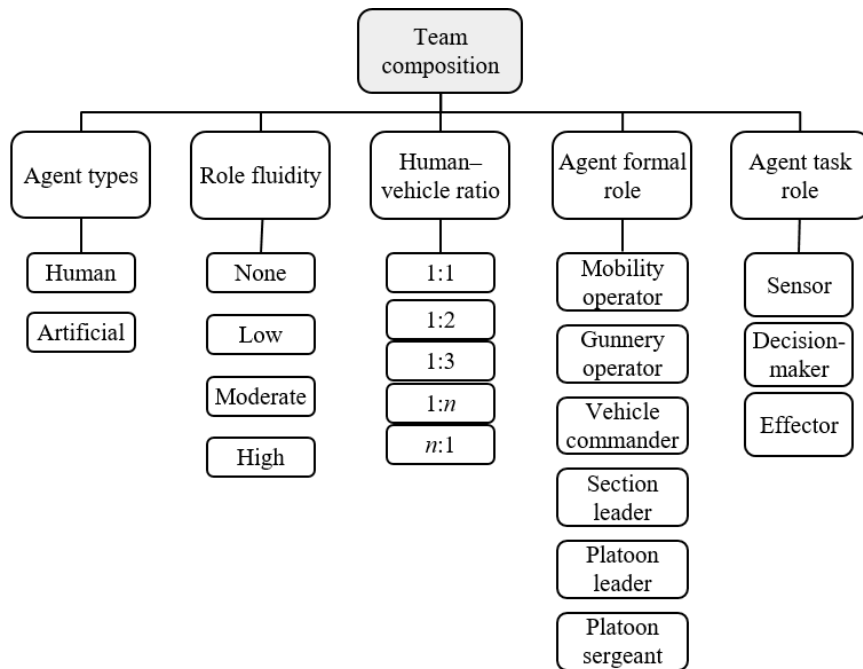 Team
composition
Agent types
Role fluidity
Human–
vehicle ratio
Agent formal
role
Agent task
role
Human
Artificial
None
Low
Moderate
High
1:1
1:2
1:3
1:n
n:1
Mobility
operator
Gunnery
operator
Vehicle
commander
Section
leader
Platoon
leader
Platoon
sergeant
Sensor
Decision-
maker
Effector